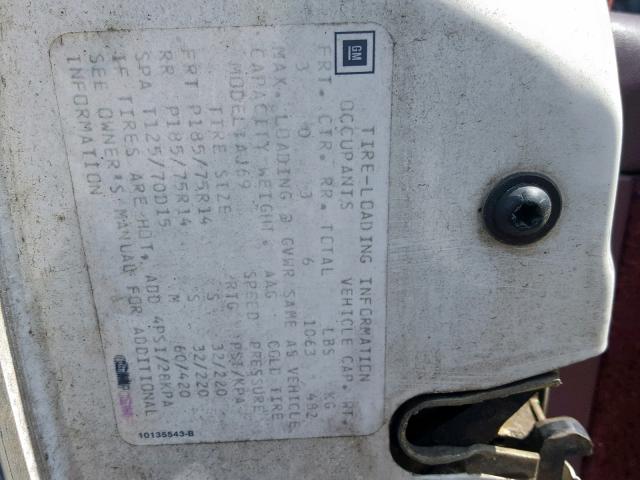 GM
TIRE-LOADING INFORMATION
OCCUPANTS VEHICLE CAP. WT.
FRT. CTR. RR. TOTAL LBS KG
3 0 3 6 1063 482
MAX. LOADING @ GVWR SAME AS VEHICLE
CAPACITY WEIGHT. AAG COLD TIRE
MODEL:AJ69 SPEED PRESSURE
TIRE SIZE RTG PSI/KPA
FRT P185/75R14 S 32/220
RR P185/75R14 S 32/220
SPA T125/70D15 M 60/420
IF TIRES ARE HOT, ADD 4PSI/28KPA
SEE OWNER'S MANUAL FOR ADDITIONAL
INFORMATION
10135543-B